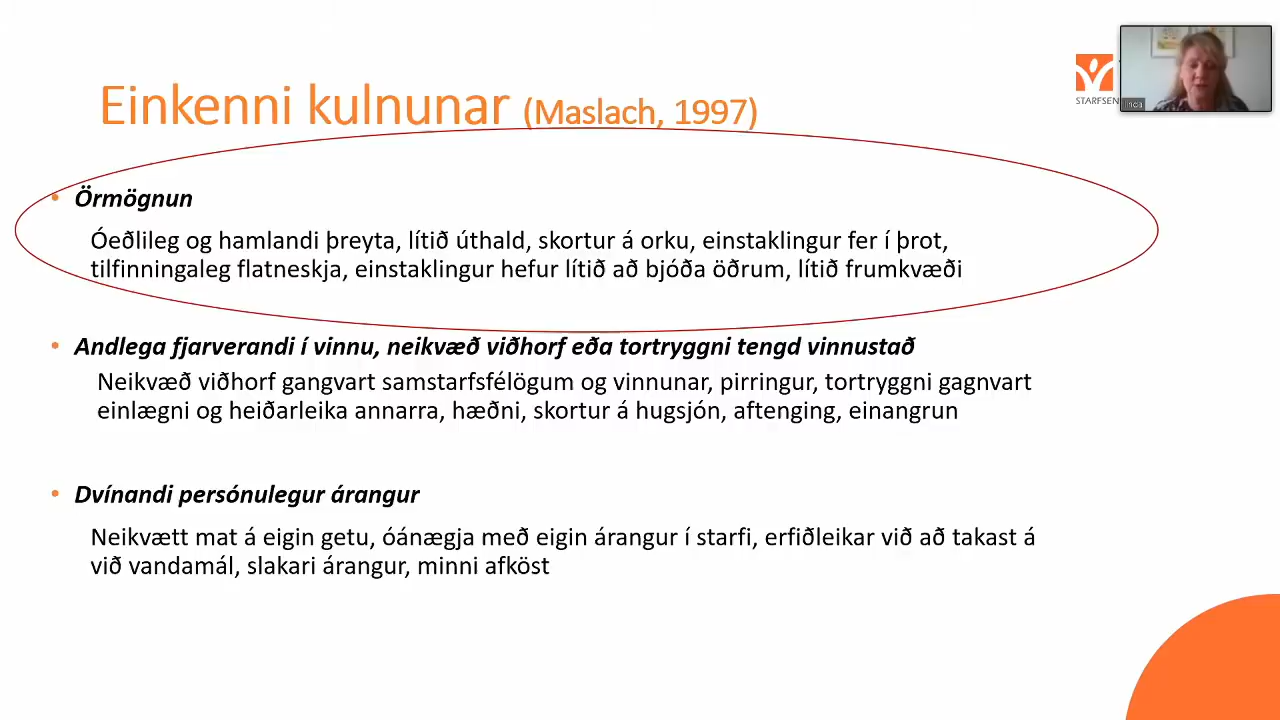 Einkenni kulnunar (Maslach, 1997)
STARFSEN
• Örmögnun
Óeðlileg og hamlandi þreyta, lítið úthald, skortur á orku, einstaklingur fer í þrot,
tilfinningaleg flatneskja, einstaklingur hefur lítið að bjóða öðrum, lítið frumkvæði
• Andlega fjarverandi í vinnu, neikvæð viðhorf eða tortryggni tengd vinnustað
Neikvæð viðhorf gangvart samstarfsfélögum og vinnunar, pirringur, tortryggni gagnvart
einlægni og heiðarleika annarra, hæðni, skortur á hugsjón, aftenging, einangrun
• Dvínandi persónulegur árangur
Neikvætt mat á eigin getu, óánægja með eigin árangur í starfi, erfiðleikar við að takast á
við vandamál, slakari árangur, minni afköst